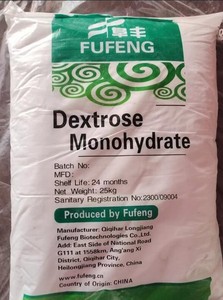 阜丰
FUFENG
Dextrose
Monohydrate
Batch No:
MFD:
Shelf Life: 24 months
Net. Weight: 25kg
Sanitary Registration No:2300/09004
Produced by Fufeng
Manufacturer: Qiqihar Longjiang
Fufeng Biotechnologies Co.Ltd.
Add: East Side of National Road
G111 at 1558km, Ang'ang Xi
District, Qiqihar City,
Heilongjiang Province, China
www.fufeng.cn
Country of Origin: CHINA